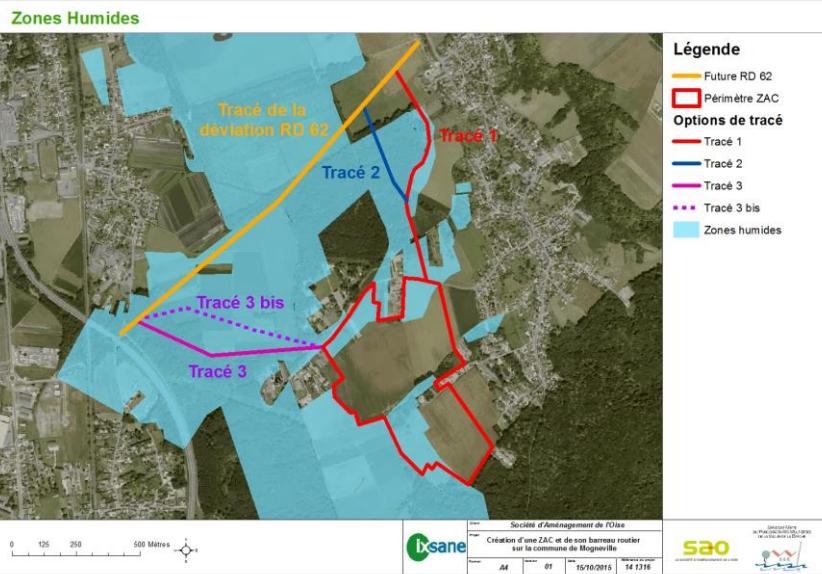 Zones Humides
Tracé de la
déviation RD 62
Tracé 1
Tracé 2
Tracé 3 bis
Tracé 3
Légende
Future RD 62
Périmètre ZAC
Options de tracé
Tracé 1
Tracé 2
Tracé 3
Tracé 3 bis
Zones humides
0 125 250 500 Mètres
ixsane
Société d'Aménagement de l'Oise
Création d'une ZAC et de son barreau routier
sur la commune de Mogneville
A4 01 15/10/2015 14 1316
sao